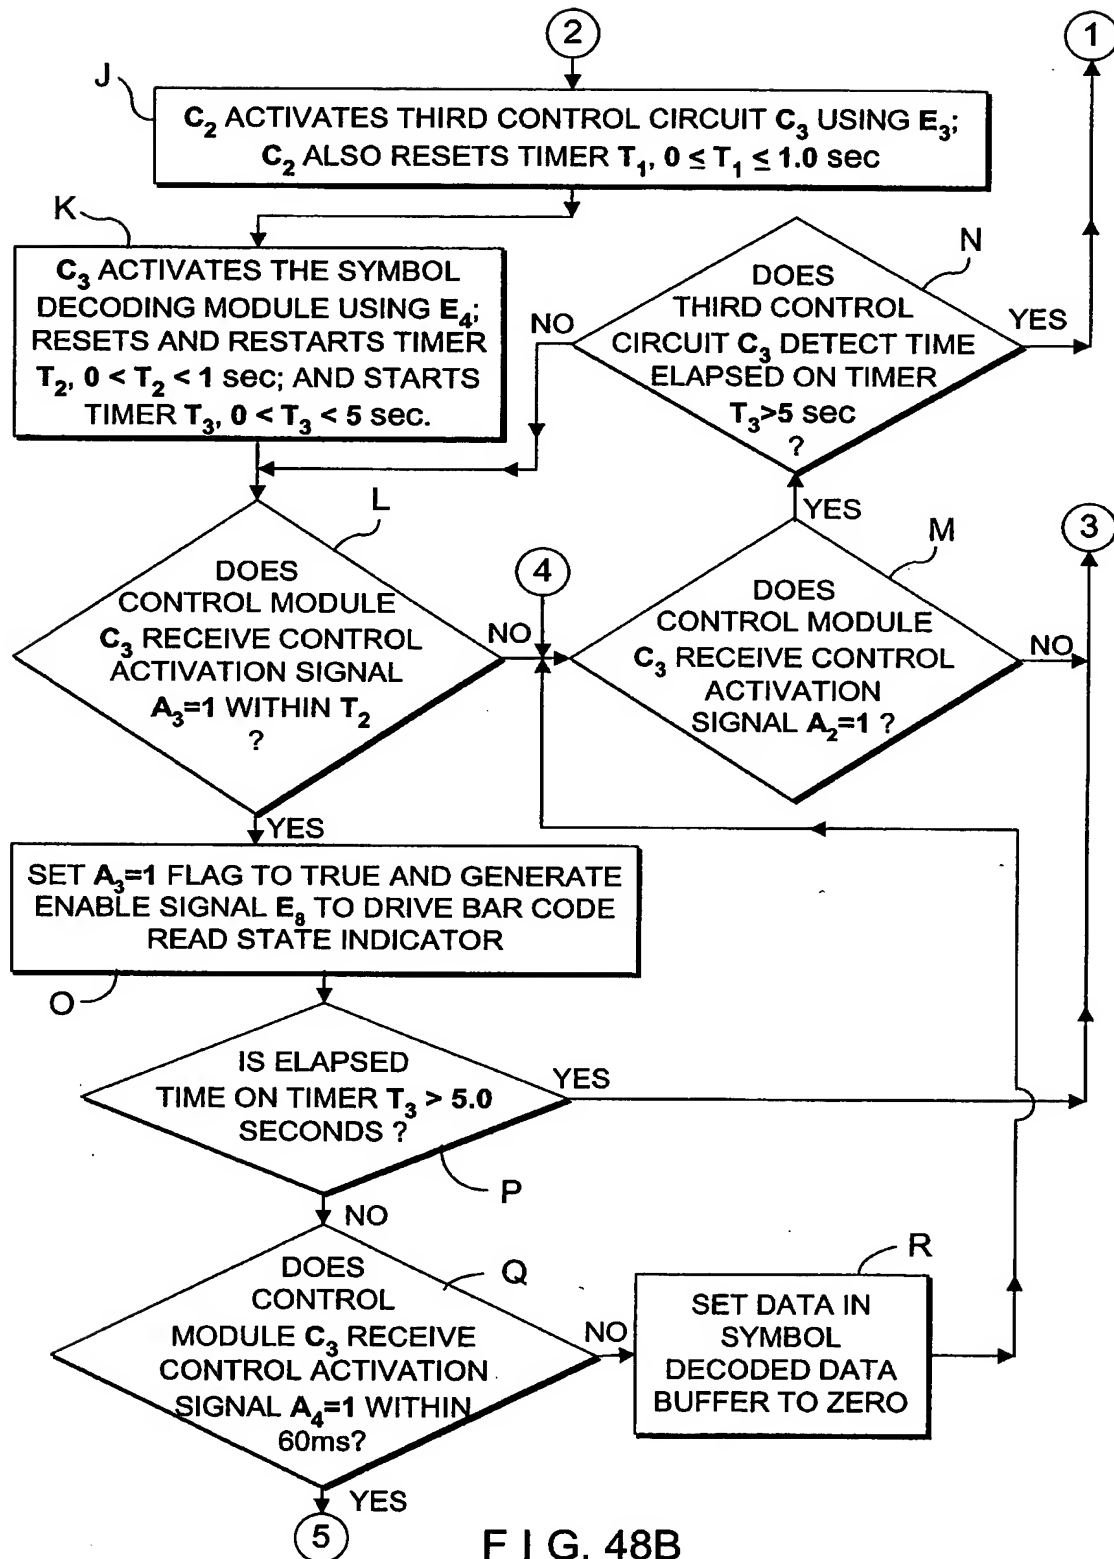 2
1
J
C2 ACTIVATES THIRD CONTROL CIRCUIT C3 USING E3;
C2 ALSO RESETS TIMER T1, 0 ≤ T1 ≤ 1.0 sec
K
C3 ACTIVATES THE SYMBOL
DECODING MODULE USING E4;
RESETS AND RESTARTS TIMER
T2, 0 < T2 < 1 sec; AND STARTS
TIMER T3, 0 < T3 < 5 sec.
N
DOES
THIRD CONTROL
CIRCUIT C3 DETECT TIME
ELAPSED ON TIMER
T3>5 sec
?
NO
YES
L
DOES
CONTROL MODULE
C3 RECEIVE CONTROL
ACTIVATION SIGNAL
A3=1 WITHIN T2
?
NO
4
YES
M
3
DOES
CONTROL MODULE
C3 RECEIVE CONTROL
ACTIVATION
SIGNAL A2=1 ?
NO
YES
SET A3=1 FLAG TO TRUE AND GENERATE
ENABLE SIGNAL E8 TO DRIVE BAR CODE
READ STATE INDICATOR
O
IS ELAPSED
TIME ON TIMER T3 > 5.0
SECONDS ?
YES
P
NO
Q
DOES
CONTROL
MODULE C3 RECEIVE
CONTROL ACTIVATION
SIGNAL A4=1 WITHIN
60ms?
NO
R
SET DATA IN
SYMBOL
DECODED DATA
BUFFER TO ZERO
YES
5
FIG. 48B